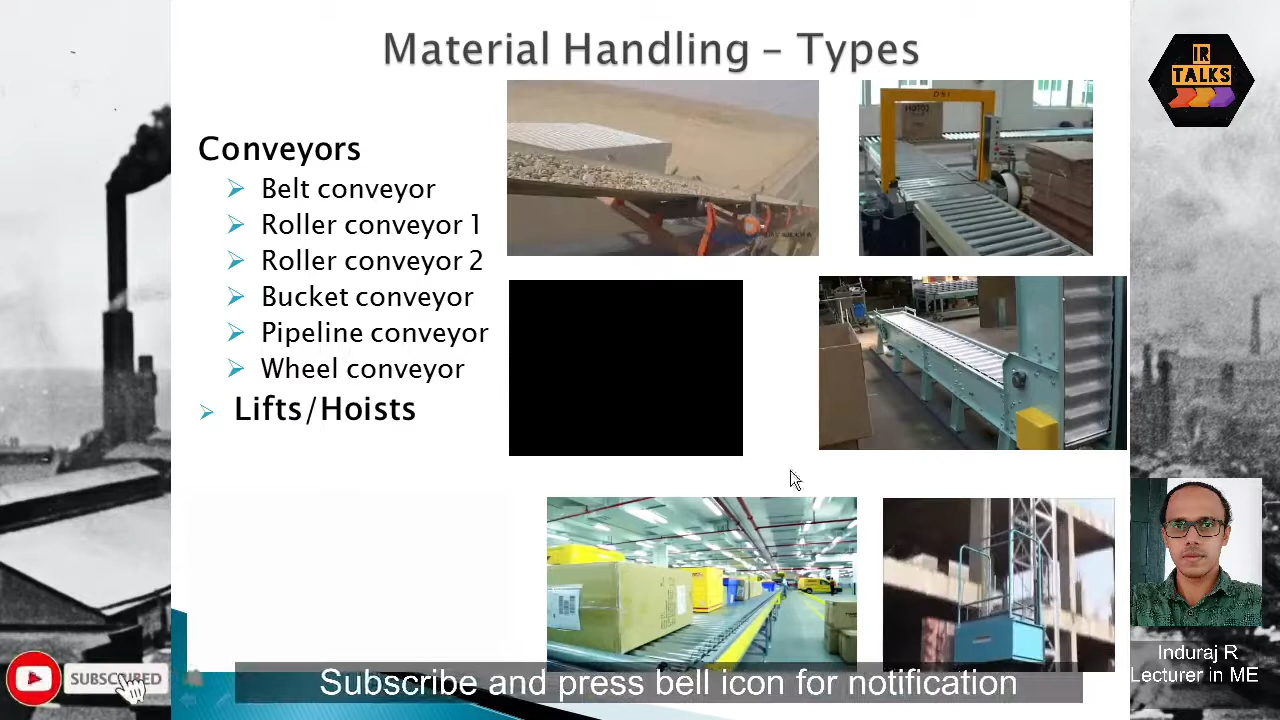 Material Handling – Types
IR
TALKS
Conveyors
Belt conveyor
Roller conveyor 1
Roller conveyor 2
Bucket conveyor
Pipeline conveyor
Wheel conveyor
Lifts/Hoists
Induraj R
Lecturer in ME
SUBSCRIBED
Subscribe and press bell icon for notification